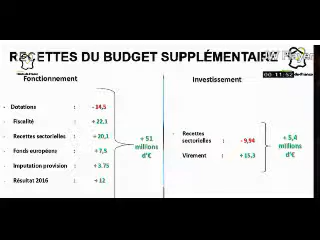 RECETTES DU BUDGET SUPPLÉMENTAIRE
00:11:52
Fonctionnement
- Dotations : - 14,5
- Fiscalité : + 22,1
- Recettes sectorielles : + 20,1
- Fonds européens : + 7,5
- Imputation provision : + 3.75
- Résultat 2016 : + 12
+ 51
millions
d'€
Investissement
- Recettes
sectorielles : - 9,94
- Virement : + 15,3
+ 5,4
millions
d'€